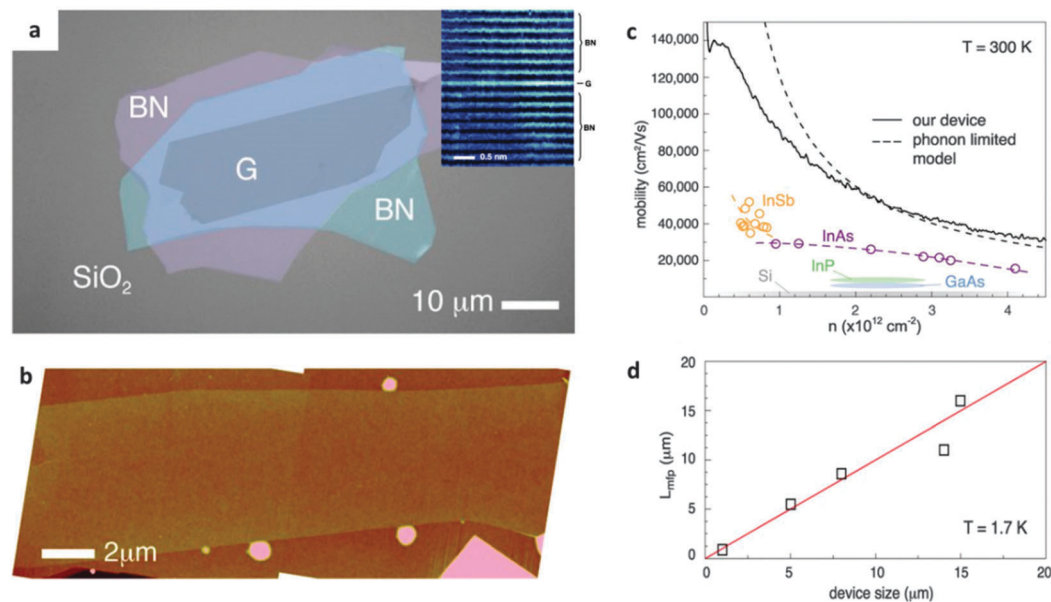 a
BN
G
BN
SiO2
10 μm
BN
G
BN
0.5 nm
b
2μm
c
T = 300 K
140,000
120,000
100,000
80,000
60,000
40,000
20,000
mobility (cm²/Vs)
our device
phonon limited
model
InSb
InAs
InP
GaAs
Si
0 1 2 3 4
n (x10¹² cm⁻²)
d
20
15
10
5
0
Lmfp (μm)
T = 1.7 K
0 5 10 15 20
device size (μm)